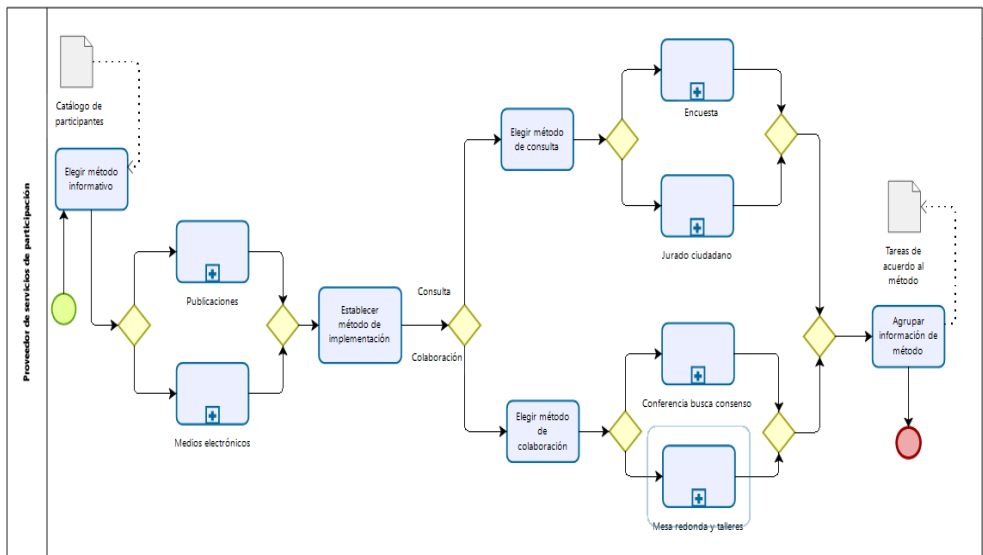 Proveedor de servicios de participación
Catálogo de
participantes
Elegir método
informativo
Publicaciones
Medios electrónicos
Establecer
método de
implementación
Consulta
Colaboración
Elegir método
de consulta
Encuesta
Jurado ciudadano
Elegir método
de
colaboración
Conferencia busca consenso
Mesa redonda y talleres
Tareas de
acuerdo al
método
Agrupar
información de
método